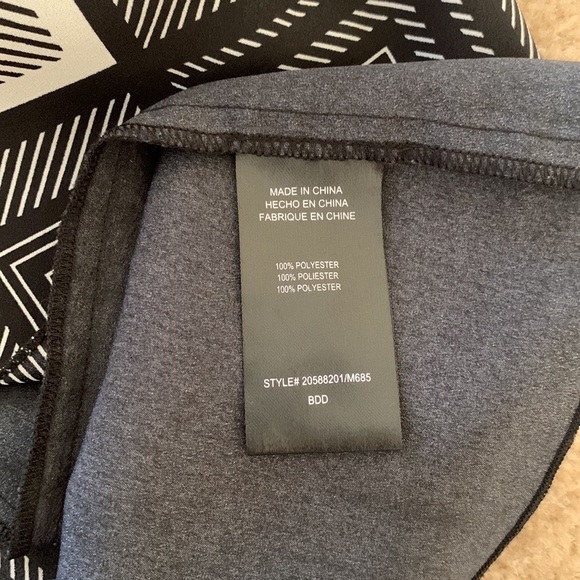 MADE IN CHINA
HECHO EN CHINA
FABRIQUE EN CHINE
100% POLYESTER
100% POLIESTER
100% POLYESTER
STYLE# 20588201/M685
BDD